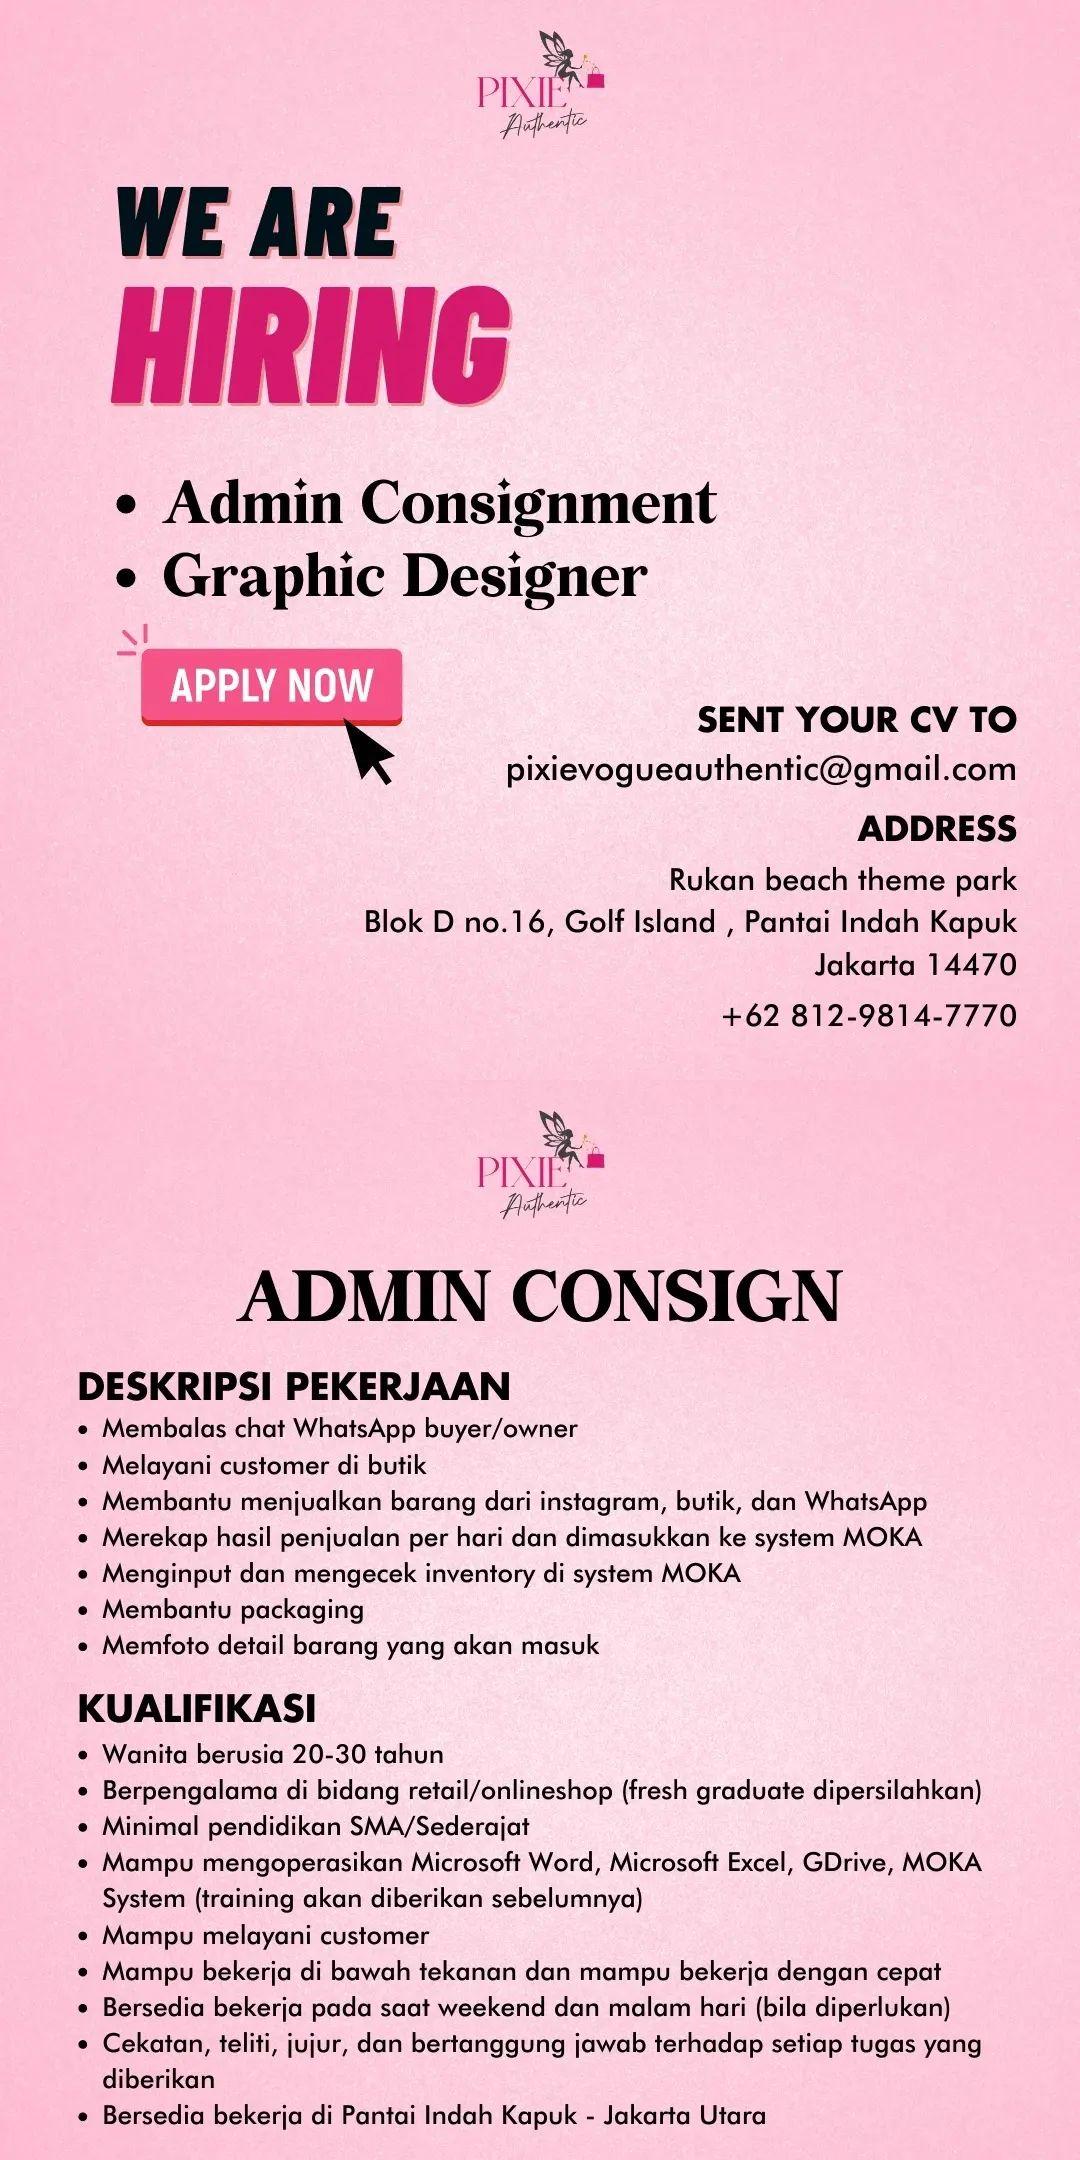 PIXIE
Authentic
WE ARE
HIRING
• Admin Consignment
• Graphic Designer
APPLY NOW
SENT YOUR CV TO
pixievogueauthentic@gmail.com
ADDRESS
Rukan beach theme park
Blok D no.16, Golf Island , Pantai Indah Kapuk
Jakarta 14470
+62 812-9814-7770
PIXIE
Authentic
ADMIN CONSIGN
DESKRIPSI PEKERJAAN
• Membalas chat WhatsApp buyer/owner
• Melayani customer di butik
• Membantu menjualkan barang dari instagram, butik, dan WhatsApp
• Merekap hasil penjualan per hari dan dimasukkan ke system MOKA
• Menginput dan mengecek inventory di system MOKA
• Membantu packaging
• Memfoto detail barang yang akan masuk
KUALIFIKASI
• Wanita berusia 20-30 tahun
• Berpengalama di bidang retail/onlineshop (fresh graduate dipersilahkan)
• Minimal pendidikan SMA/Sederajat
• Mampu mengoperasikan Microsoft Word, Microsoft Excel, GDrive, MOKA
System (training akan diberikan sebelumnya)
• Mampu melayani customer
• Mampu bekerja di bawah tekanan dan mampu bekerja dengan cepat
• Bersedia bekerja pada saat weekend dan malam hari (bila diperlukan)
• Cekatan, teliti, jujur, dan bertanggung jawab terhadap setiap tugas yang
diberikan
• Bersedia bekerja di Pantai Indah Kapuk - Jakarta Utara